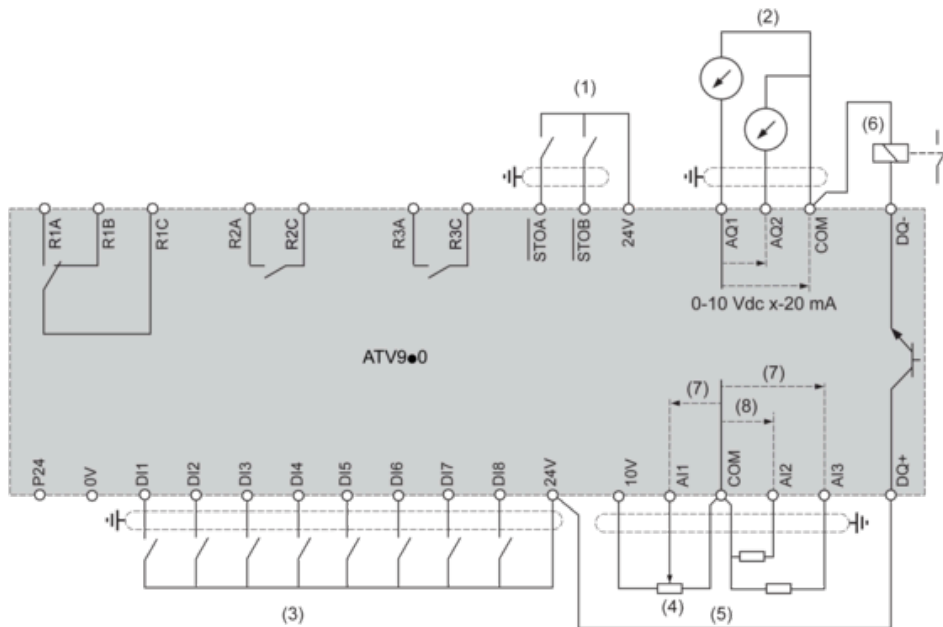 (2)
(1)
(6)
R1A R1B R1C R2A R2C R3A R3C STOA STOB 24V AQ1 AQ2 COM DQ-
0-10 Vdc x-20 mA
ATV9●0
(7) (7)
(8)
P24 0V DI1 DI2 DI3 DI4 DI5 DI6 DI7 DI8 24V 10V AI1 COM AI2 AI3 DQ+
(3) (4) (5)